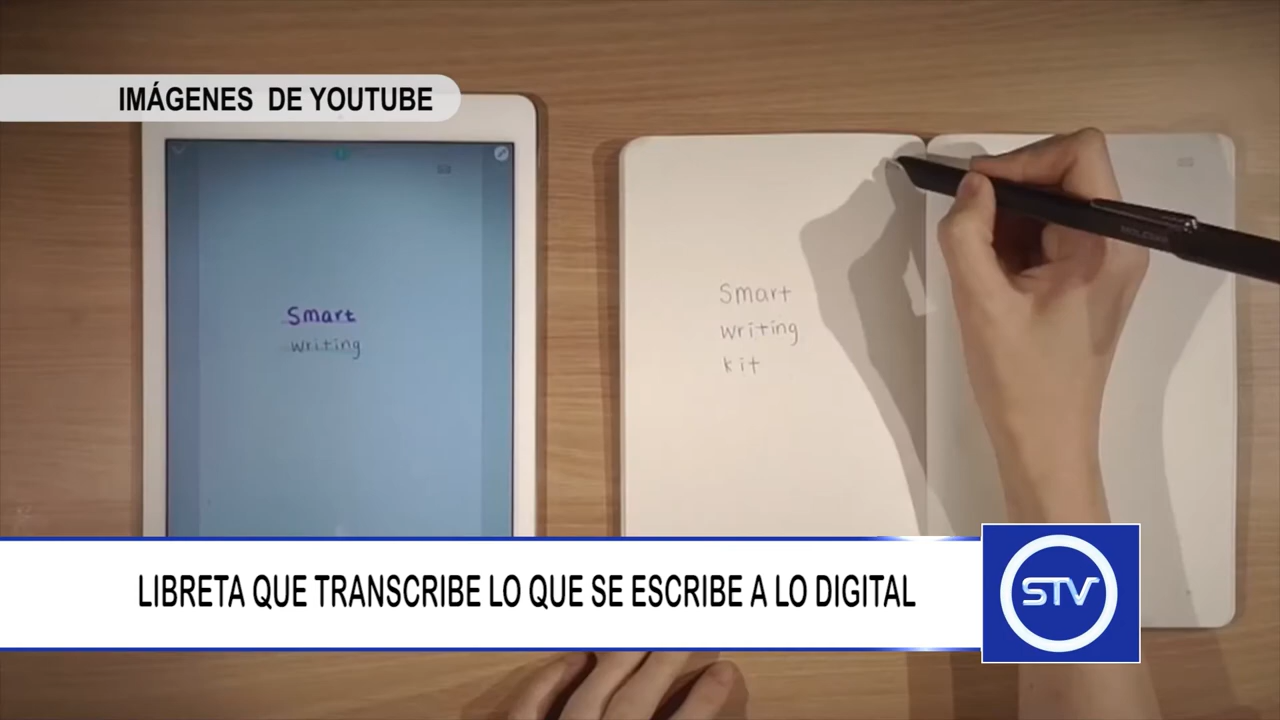 IMÁGENES DE YOUTUBE
Smart
writing
Smart
writing
kit
LIBRETA QUE TRANSCRIBE LO QUE SE ESCRIBE A LO DIGITAL
STV